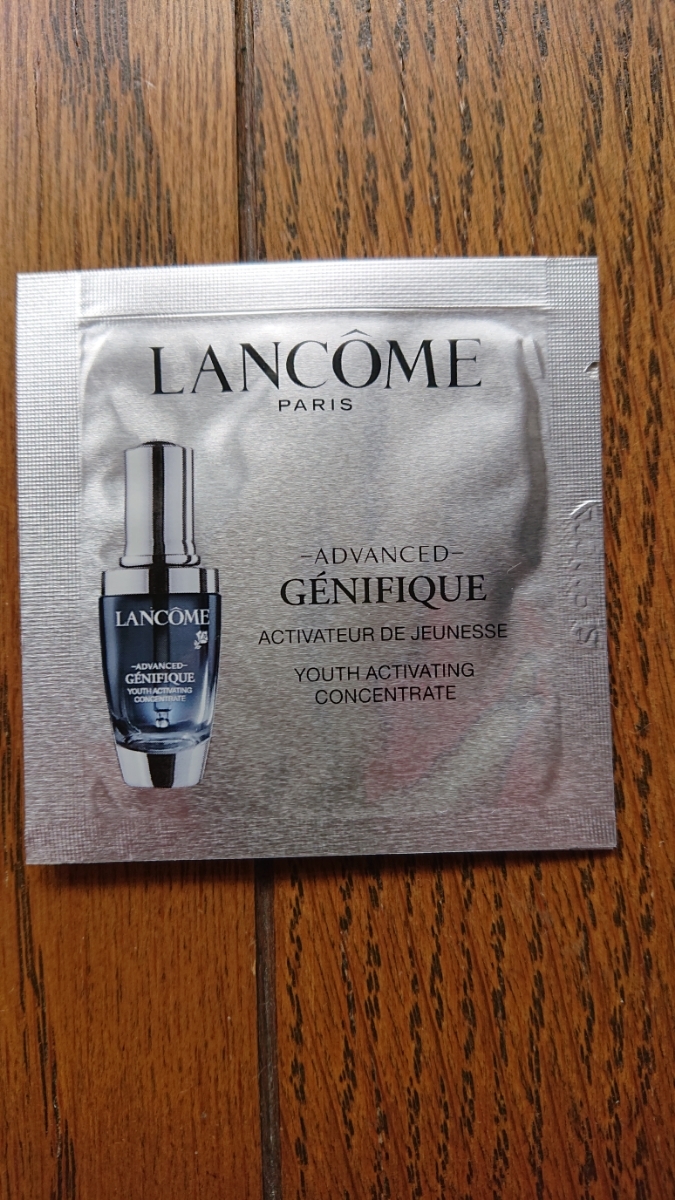 LANCÔME
PARIS
-ADVANCED-
GÉNIFIQUE
ACTIVATEUR DE JEUNESSE
YOUTH ACTIVATING
CONCENTRATE
LANCÔME
-ADVANCED-
GÉNIFIQUE
YOUTH ACTIVATING
CONCENTRATE